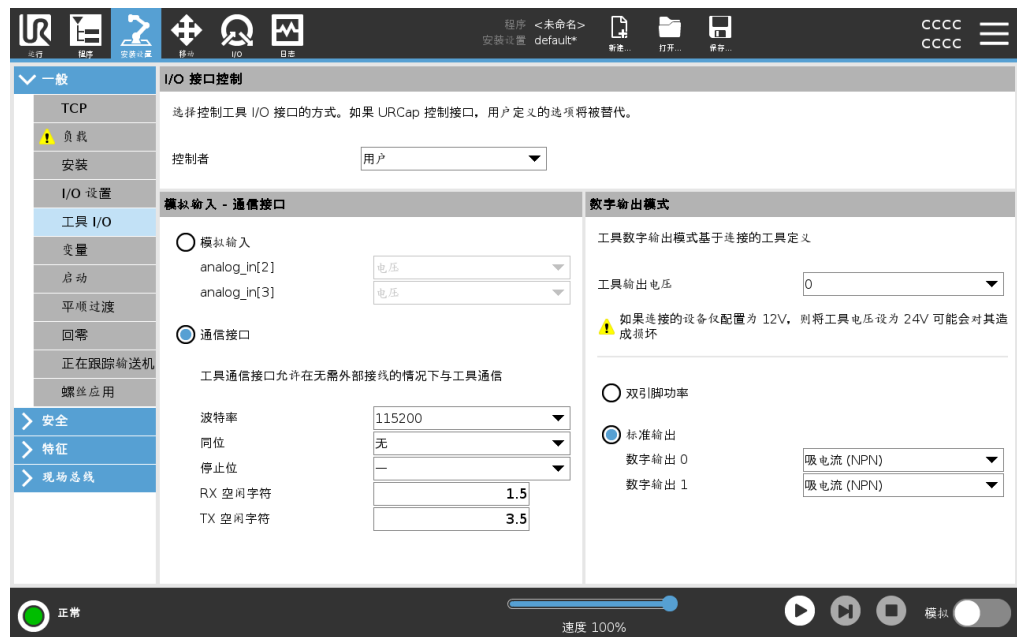 UR
程序 <未命名>
安装设置 default*
CCCC
CCCC
运行 程序 安装设置 移动 I/O 日志 新建... 打开... 保存...
一般
TCP
负载
安装
I/O 设置
工具 I/O
变量
启动
平顺过渡
回零
正在跟踪输送机
螺丝应用
安全
特征
现场总线
I/O 接口控制
选择控制工具 I/O 接口的方式。如果 URCap 控制接口，用户定义的选项将被替代。
控制者 用户
模拟输入 - 通信接口
模拟输入
analog_in[2] 电压
analog_in[3] 电压
通信接口
工具通信接口允许在无需外部接线的情况下与工具通信
波特率 115200
同位 无
停止位 一
RX 空闲字符 1.5
TX 空闲字符 3.5
数字输出模式
工具数字输出模式基于连接的工具定义
工具输出电压 0
如果连接的设备仅配置为 12V，则将工具电压设为 24V 可能会对其造
成损坏
双引脚功率
标准输出
数字输出 0 吸电流 (NPN)
数字输出 1 吸电流 (NPN)
正常
速度 100%
模拟